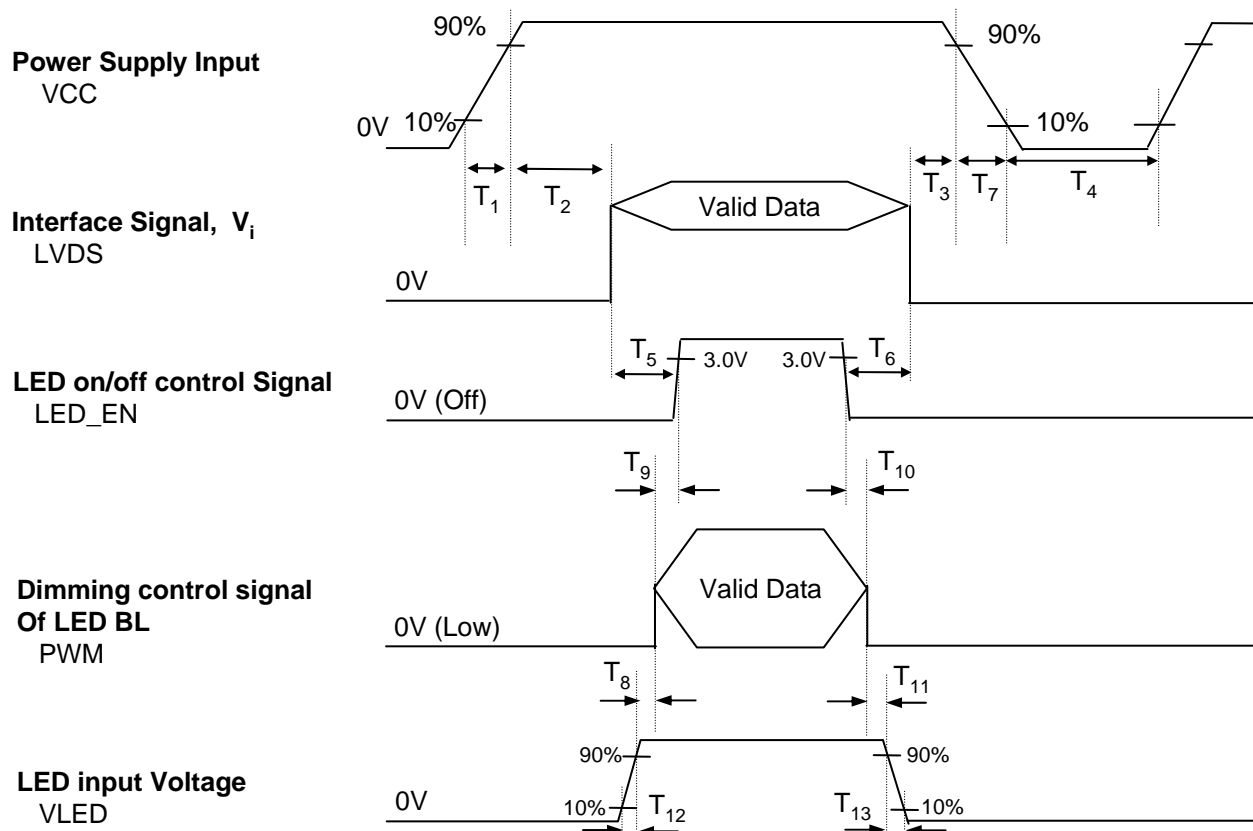 90%
90%
Power Supply Input
VCC
0V
10%
10%
T1
T2
T3
T7
T4
Interface Signal, Vi
LVDS
Valid Data
0V
T5
3.0V
3.0V
T6
LED on/off control Signal
LED_EN
0V (Off)
T9
T10
Dimming control signal
Of LED BL
PWM
Valid Data
0V (Low)
T8
T11
90%
90%
LED input Voltage
VLED
0V
10%
T12
T13
10%